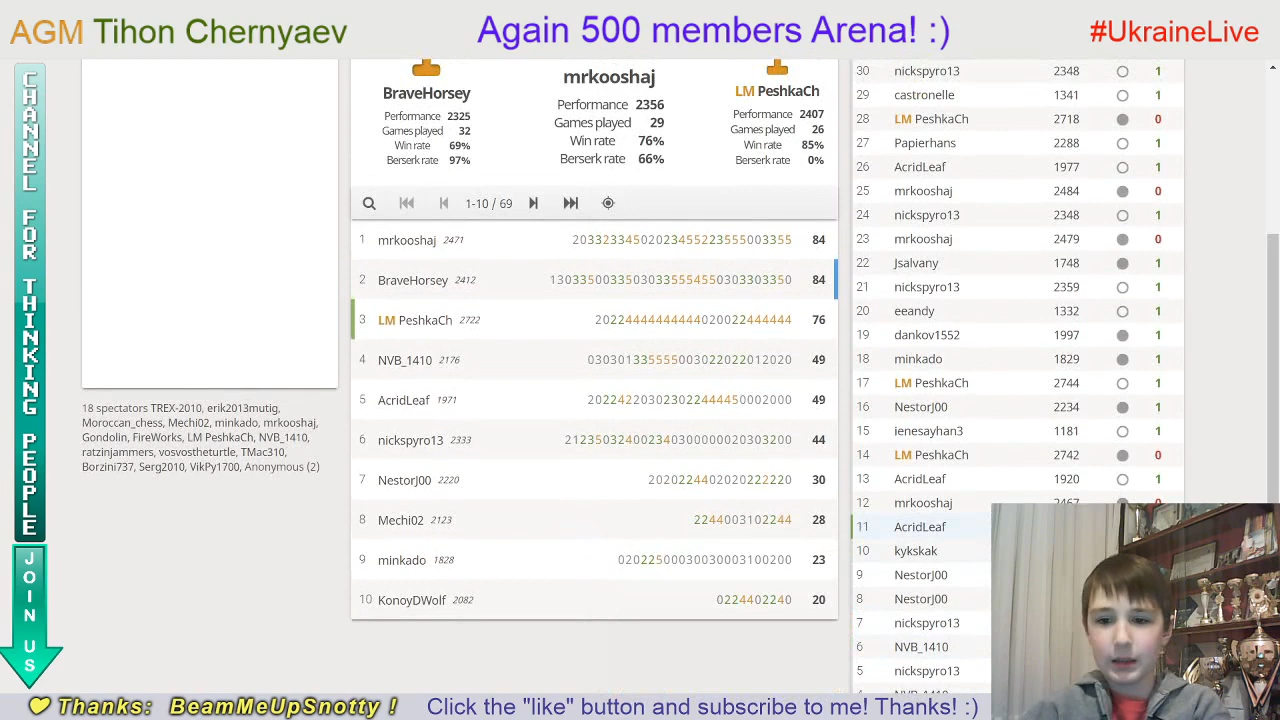 AGM Tihon Chernyaev
Again 500 members Arena! :)
#UkraineLive
CHANNEL FOR THINKING PEOPLE
JOIN US
18 spectators TREX-2010, erik2013mutig,
Moroccan_chess, Mechi02, minkado, mrkooshaj,
Gondolin, FireWorks, LM PeshkaCh, NVB_1410,
ratzinjammers, vosvostheturtle, TMac310,
Borzini737, Serg2010, VikPy1700, Anonymous (2)
BraveHorsey
Performance 2325
Games played 32
Win rate 69%
Berserk rate 97%
mrkooshaj
Performance 2356
Games played 29
Win rate 76%
Berserk rate 66%
LM PeshkaCh
Performance 2407
Games played 26
Win rate 85%
Berserk rate 0%
1-10 / 69
1 mrkooshaj 2471 20332334502023455223555003355 84
2 BraveHorsey 2412 13033500335030335554550303303350 84
3 LM PeshkaCh 2722 20224444444444020022444444 76
4 NVB_1410 2176 0303013355555003022022012020 49
5 AcridLeaf 1971 2022422030230224444500020​00 49
6 nickspyro13 2333 2123503240023403000000203032​00 44
7 NestorJ00 2220 20202244020202222​20 30
8 Mechi02 2123 2244003102244 28
9 minkado 1828 02022500030030003100200 23
10 KonoyDWolf 2082 0224402240 20
30 nickspyro13 2348 1
29 castronelle 1341 1
28 LM PeshkaCh 2718 0
27 Papierhans 2288 1
26 AcridLeaf 1977 1
25 mrkooshaj 2484 0
24 nickspyro13 2348 1
23 mrkooshaj 2479 0
22 Jsalvany 1748 1
21 nickspyro13 2359 1
20 eeandy 1332 1
19 dankov1552 1997 1
18 minkado 1829 1
17 LM PeshkaCh 2744 1
16 NestorJ00 2234 1
15 ienesayhan3 1181 1
14 LM PeshkaCh 2742 0
13 AcridLeaf 1920 1
12 mrkooshaj 2467 0
11 AcridLeaf
10 kykskak
9 NestorJ00
8 NestorJ00
7 nickspyro13
6 NVB_1410
5 nickspyro13
Thanks: BeamMeUpSnotty !
Click the "like" button and subscribe to me! Thanks! :)